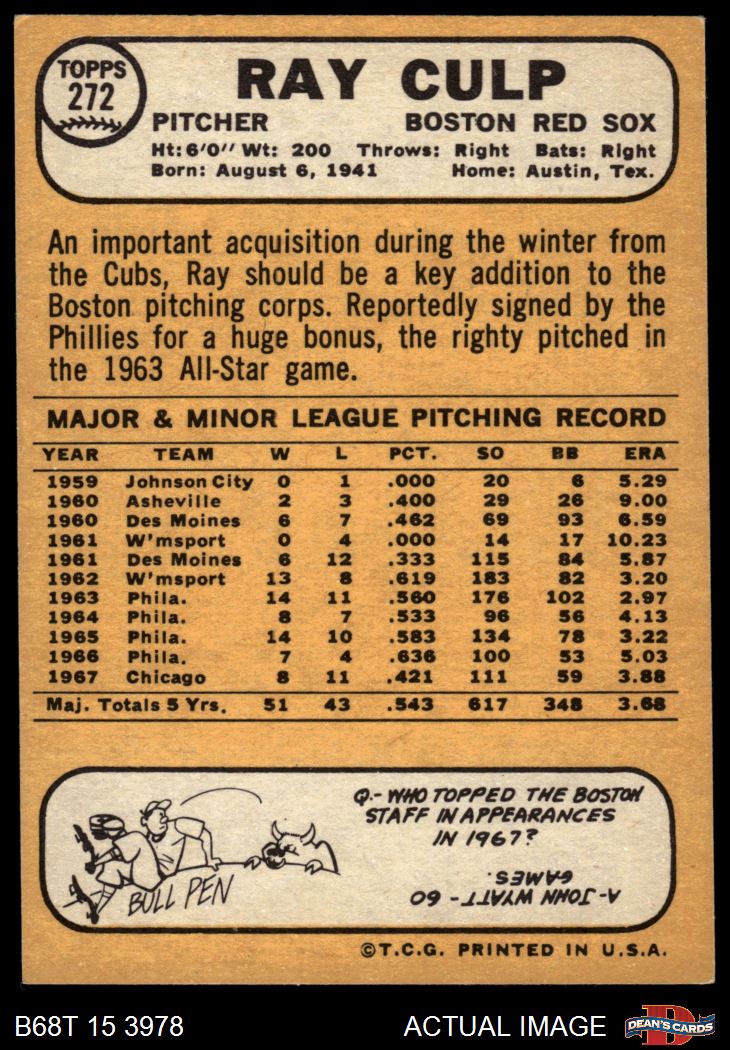 TOPPS
272
RAY CULP
PITCHER BOSTON RED SOX
Ht: 6'0" Wt: 200 Throws: Right Bats: Right
Born: August 6, 1941 Home: Austin, Tex.
An important acquisition during the winter from
the Cubs, Ray should be a key addition to the
Boston pitching corps. Reportedly signed by the
Phillies for a huge bonus, the righty pitched in
the 1963 All-Star game.
MAJOR & MINOR LEAGUE PITCHING RECORD
YEAR TEAM W L PCT. SO BB ERA
1959 Johnson City 0 1 .000 20 6 5.29
1960 Asheville 2 3 .400 29 26 9.00
1960 Des Moines 6 7 .462 69 93 6.59
1961 W'msport 0 4 .000 14 17 10.23
1961 Des Moines 6 12 .333 115 84 5.87
1962 W'msport 13 8 .619 183 82 3.20
1963 Phila. 14 11 .560 176 102 2.97
1964 Phila. 8 7 .533 96 56 4.13
1965 Phila. 14 10 .583 134 78 3.22
1966 Phila. 7 4 .636 100 53 5.03
1967 Chicago 8 11 .421 111 59 3.88
Maj. Totals 5 Yrs. 51 43 .543 617 348 3.68
Q.- WHO TOPPED THE BOSTON
STAFF IN APPEARANCES
IN 1967?
A- JOHN WYATT - 60
GAMES.
BULL PEN
©T.C.G. PRINTED IN U.S.A.
B68T 15 3978 ACTUAL IMAGE
D
DEAN'S CARDS